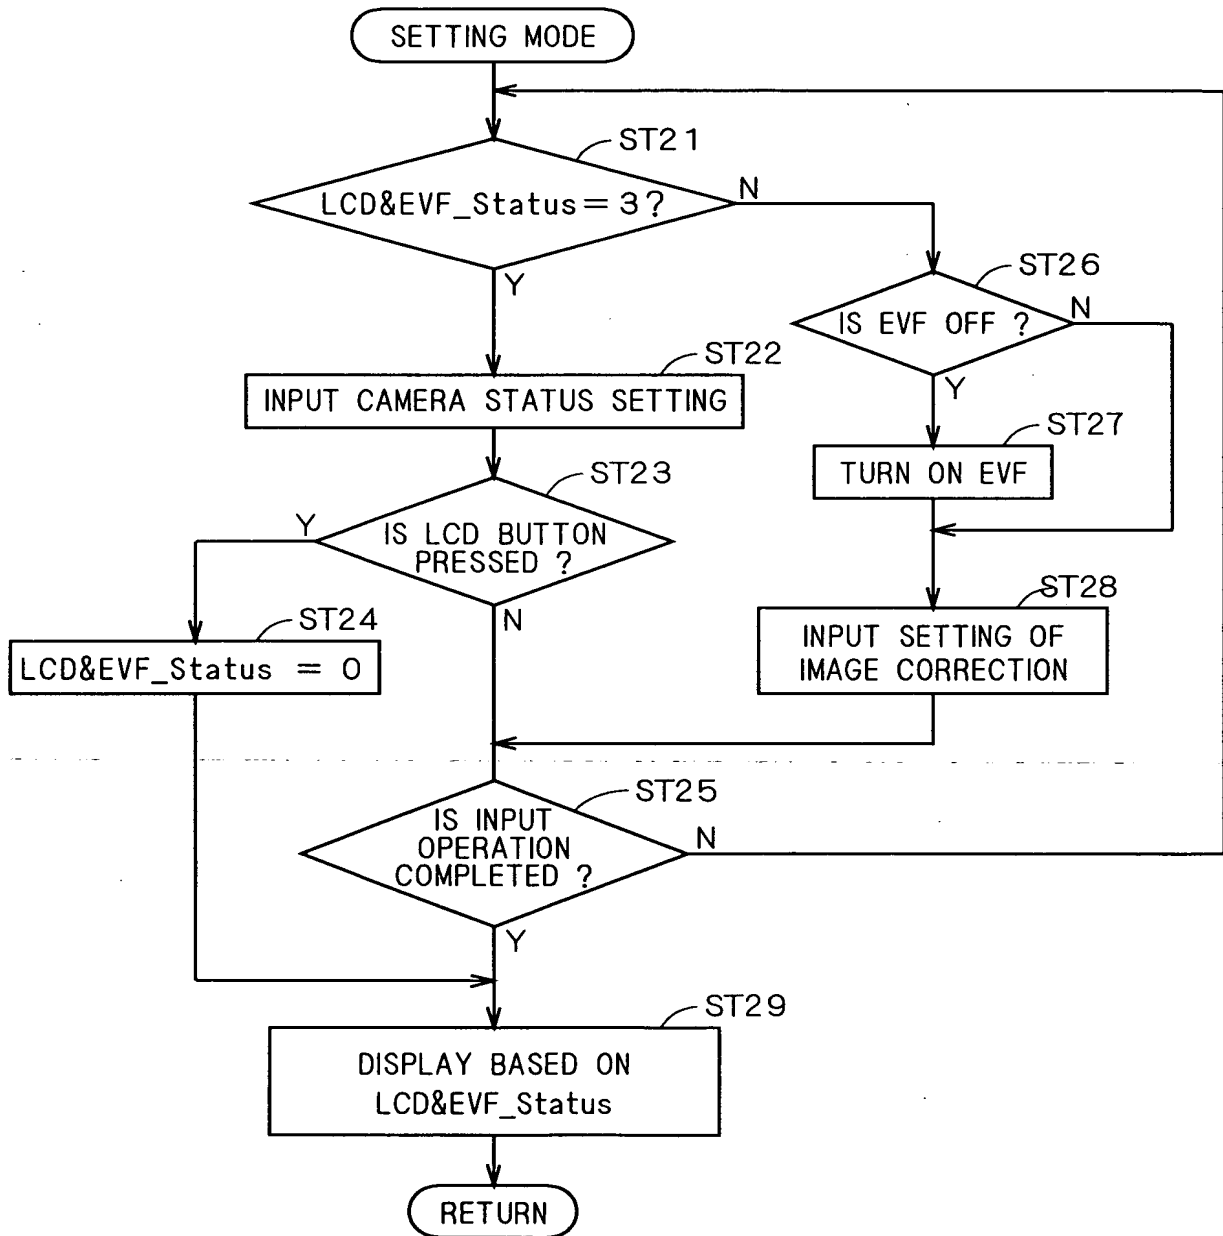 SETTING MODE
ST21
LCD&EVF_Status=3?
N
Y
ST26
IS EVF OFF ?
N
Y
ST22
INPUT CAMERA STATUS SETTING
ST27
TURN ON EVF
ST23
IS LCD BUTTON
PRESSED ?
Y
N
ST24
LCD&EVF_Status = 0
ST28
INPUT SETTING OF
IMAGE CORRECTION
ST25
IS INPUT
OPERATION
COMPLETED ?
N
Y
ST29
DISPLAY BASED ON
LCD&EVF_Status
RETURN